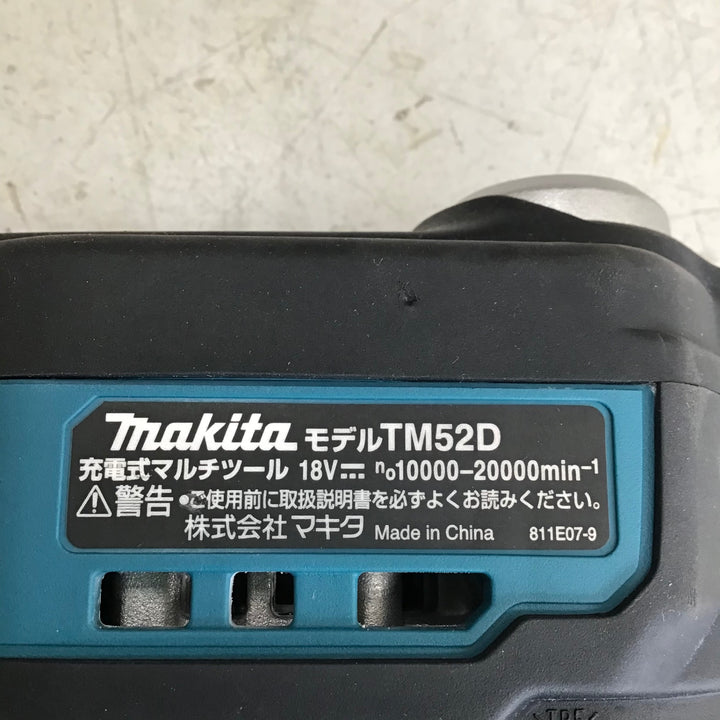 makita モデルTM52D
充電式マルチツール 18V⎓ n₀10000-20000min⁻¹
⚠警告 •ご使用前に取扱説明書を必ずよくお読みください。
株式会社マキタ Made in China 811E07-9